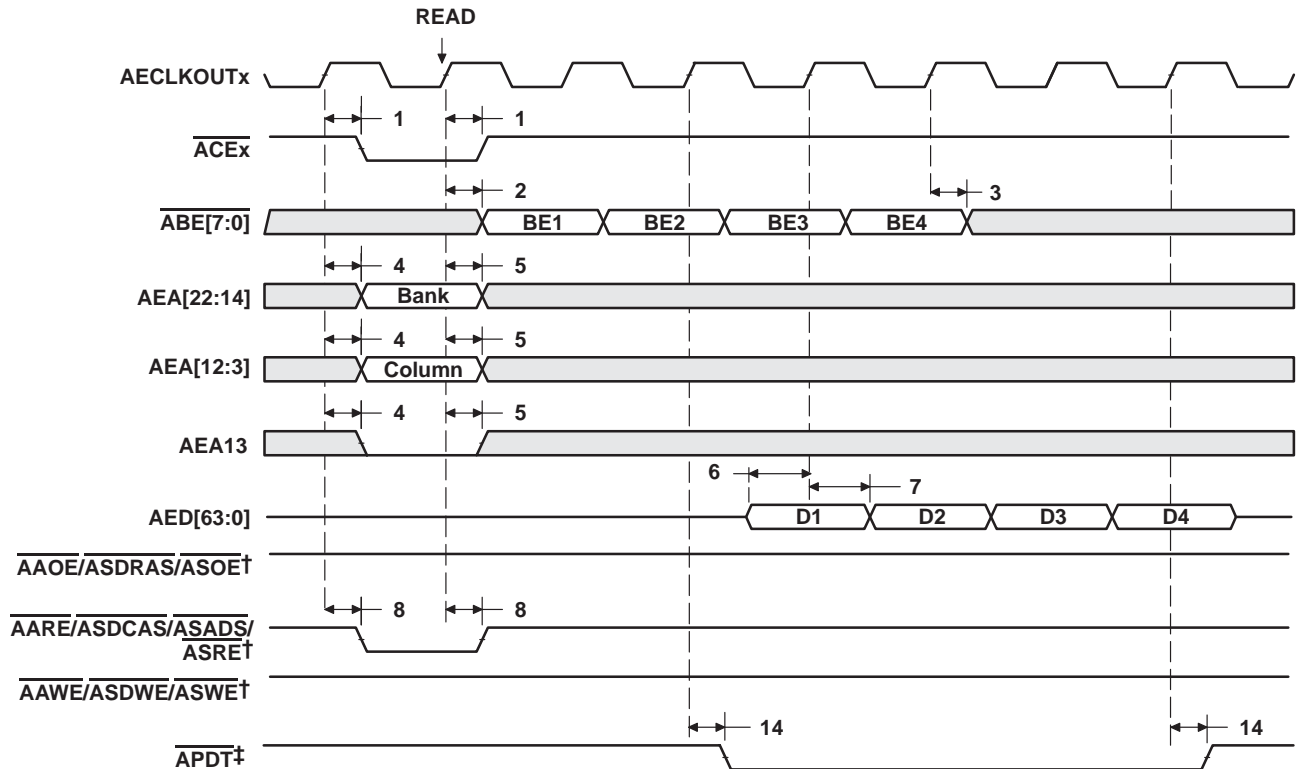 READ
AECLKOUTx
1 1
ACEx
2 3
ABE[7:0] BE1 BE2 BE3 BE4
4 5
AEA[22:14] Bank
4 5
AEA[12:3] Column
4 5
AEA13
6 7
AED[63:0] D1 D2 D3 D4
AAOE/ASDRAS/ASOE†
8 8
AARE/ASDCAS/ASADS/
ASRE†
AAWE/ASDWE/ASWE†
14 14
APDT‡